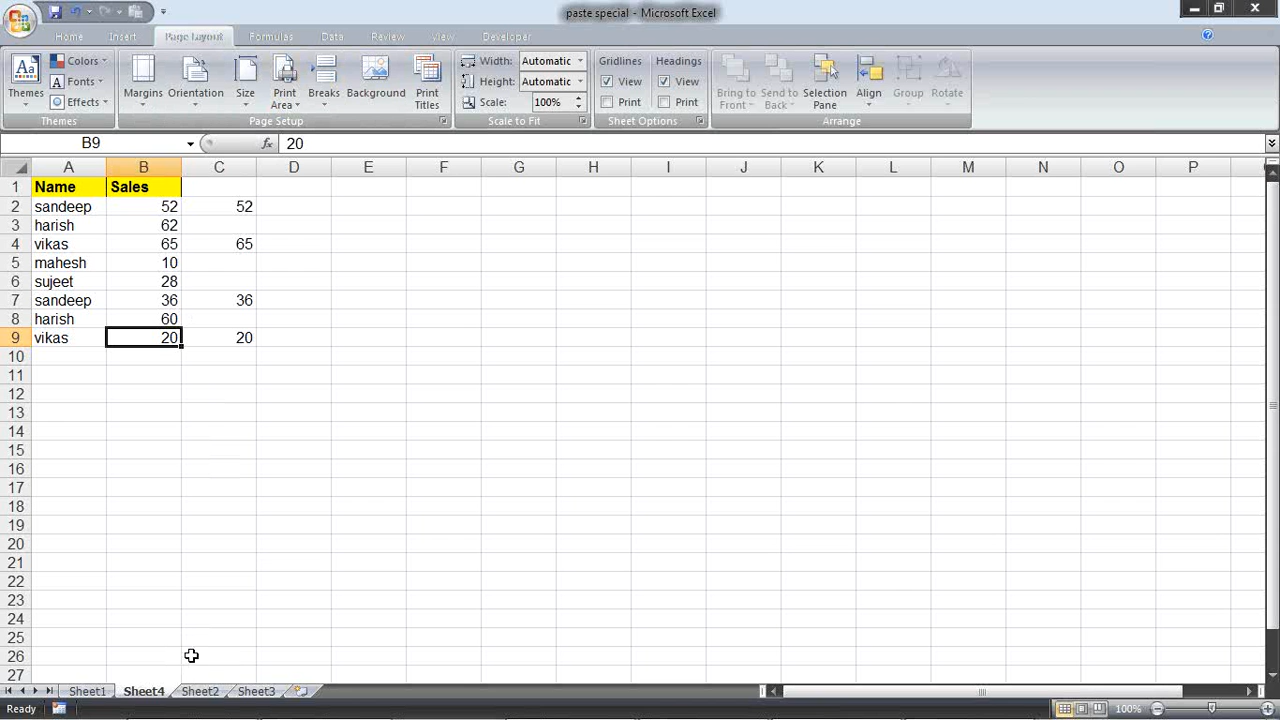 paste special - Microsoft Excel
Home Insert Page Layout Formulas Data Review View Developer
Themes
Colors
Fonts
Effects
Themes
Margins Orientation Size Print Area Breaks Background Print Titles
Page Setup
Width: Automatic
Height: Automatic
Scale: 100%
Scale to Fit
Gridlines Headings
View View
Print Print
Sheet Options
Bring to Front Send to Back Selection Pane Align Group Rotate
Arrange
B9 fx 20
A B C D E F G H I J K L M N O P
1 Name Sales
2 sandeep 52 52
3 harish 62
4 vikas 65 65
5 mahesh 10
6 sujeet 28
7 sandeep 36 36
8 harish 60
9 vikas 20 20
10
11
12
13
14
15
16
17
18
19
20
21
22
23
24
25
26
27
Sheet1 Sheet4 Sheet2 Sheet3
Ready 100%